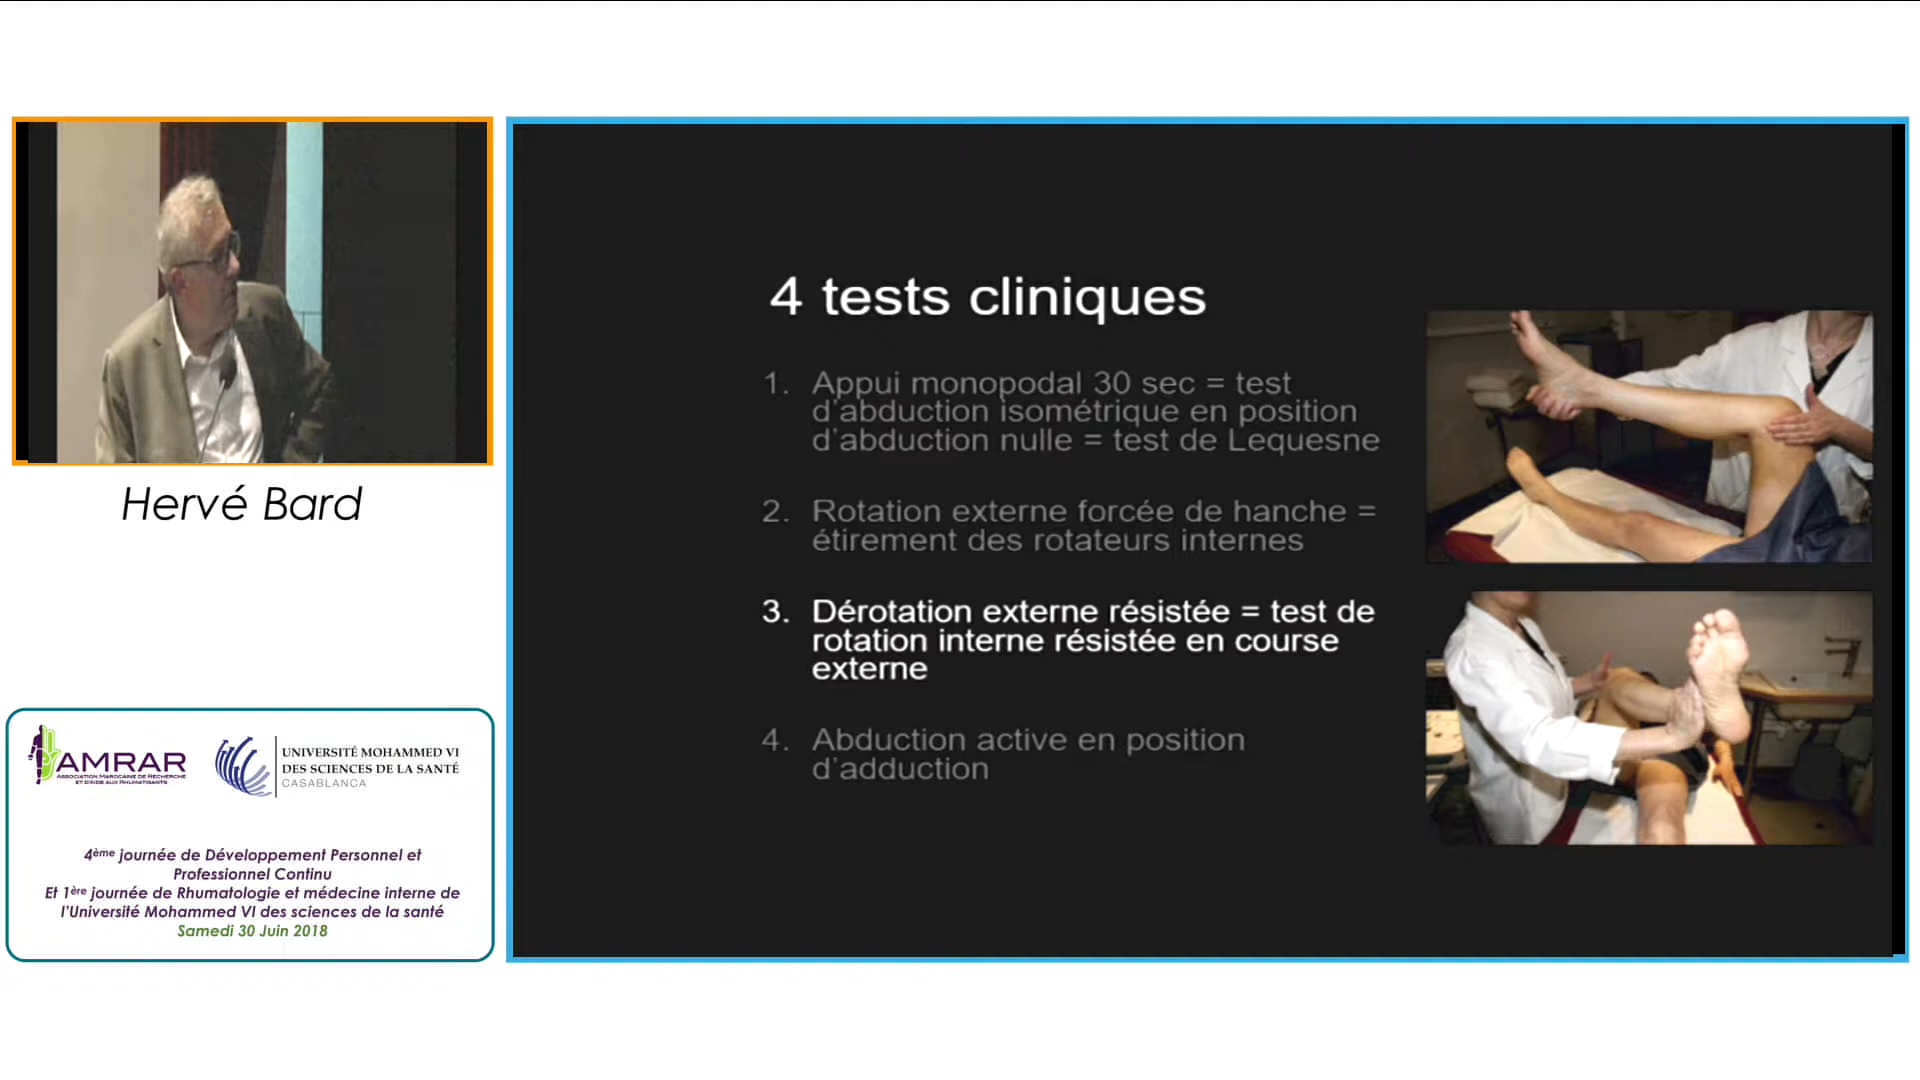 Hervé Bard
AMRAR
ASSOCIATION MAROCAINE DE RECHERCHE
ET D'AIDE AUX RHUMATISANTS
UNIVERSITÉ MOHAMMED VI
DES SCIENCES DE LA SANTÉ
CASABLANCA
4ème journée de Développement Personnel et
Professionnel Continu
Et 1ère journée de Rhumatologie et médecine interne de
l'Université Mohammed VI des sciences de la santé
Samedi 30 Juin 2018
4 tests cliniques
1. Appui monopodal 30 sec = test
d'abduction isométrique en position
d'abduction nulle = test de Lequesne
2. Rotation externe forcée de hanche =
étirement des rotateurs internes
3. Dérotation externe résistée = test de
rotation interne résistée en course
externe
4. Abduction active en position
d'adduction